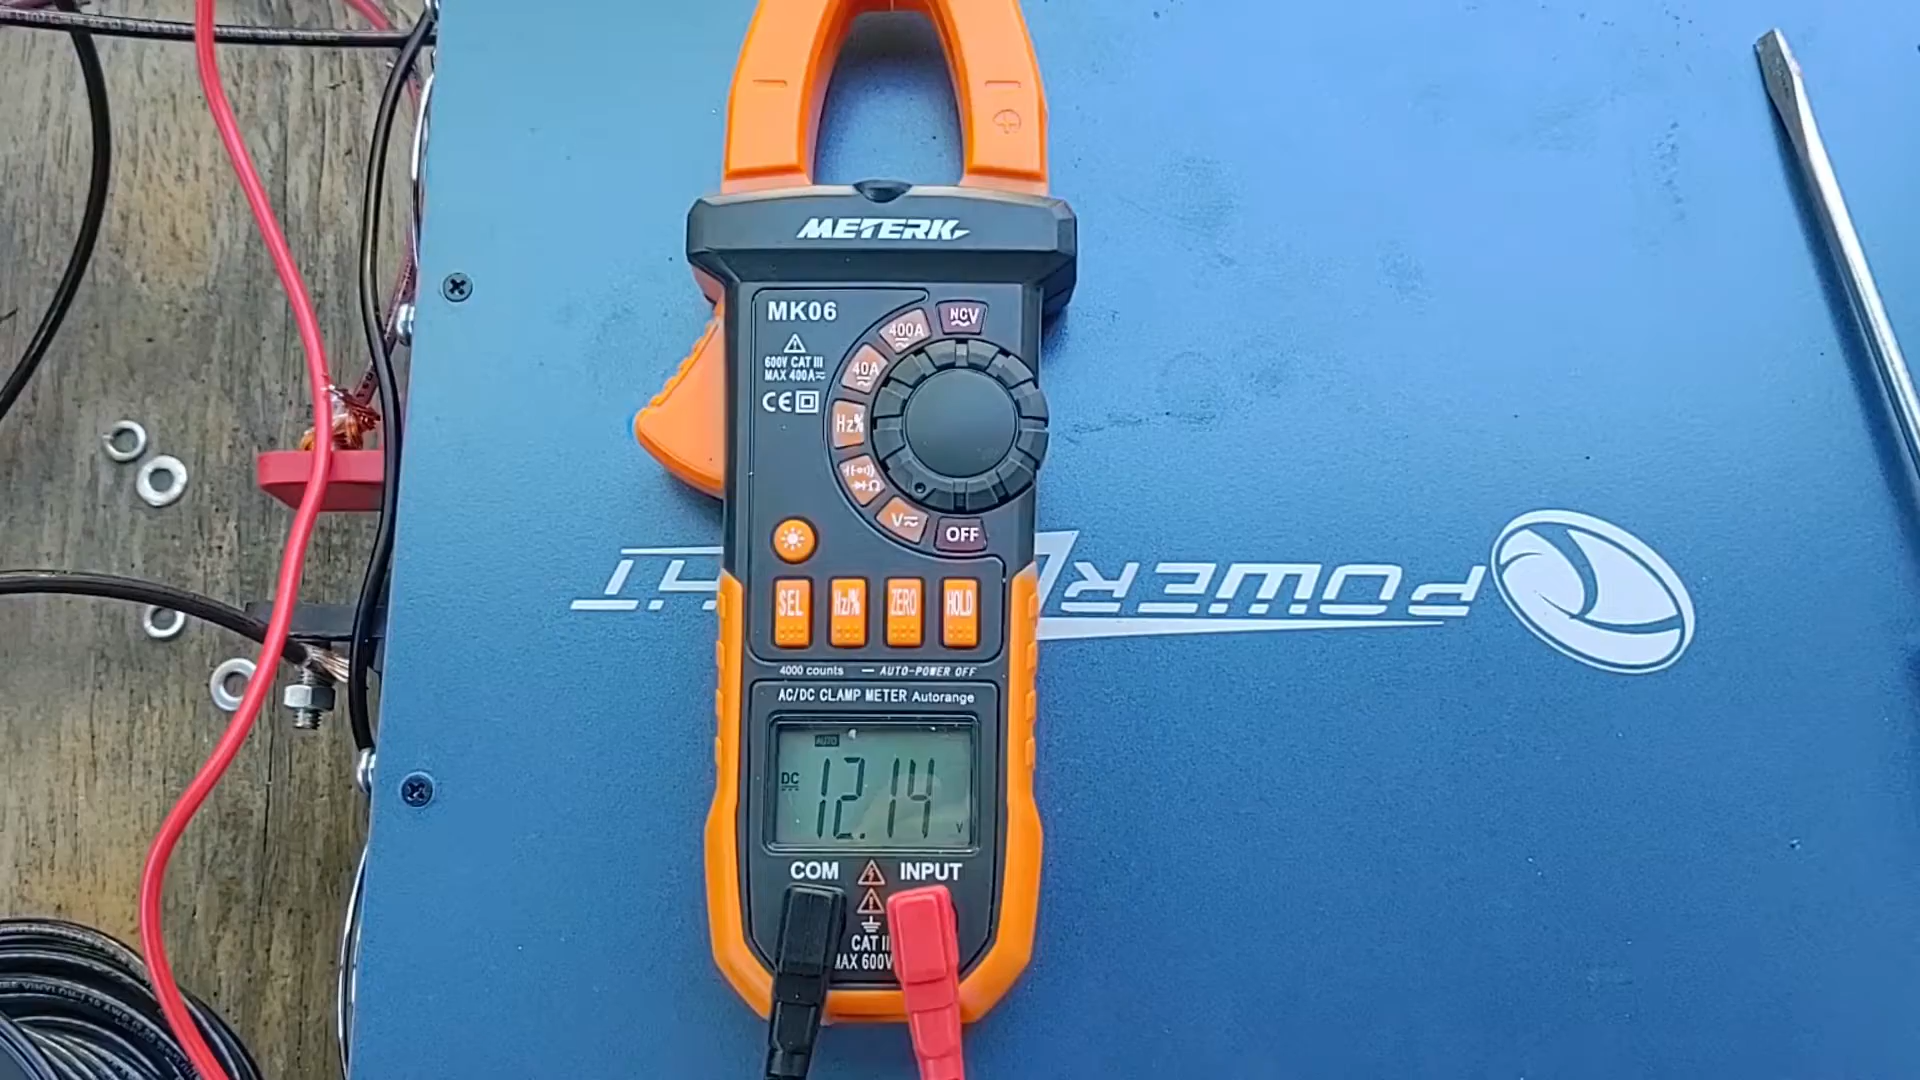 METERK
MK06
600V CAT III
MAX 400A
CE
NCV
400A
40A
Hz%
Ω
V
OFF
SEL
Hz/%
ZERO
HOLD
4000 counts
AUTO-POWER OFF
AC/DC CLAMP METER Autorange
AUTO
DC
12.14
V
COM
INPUT
CAT II
MAX 600V
POWER